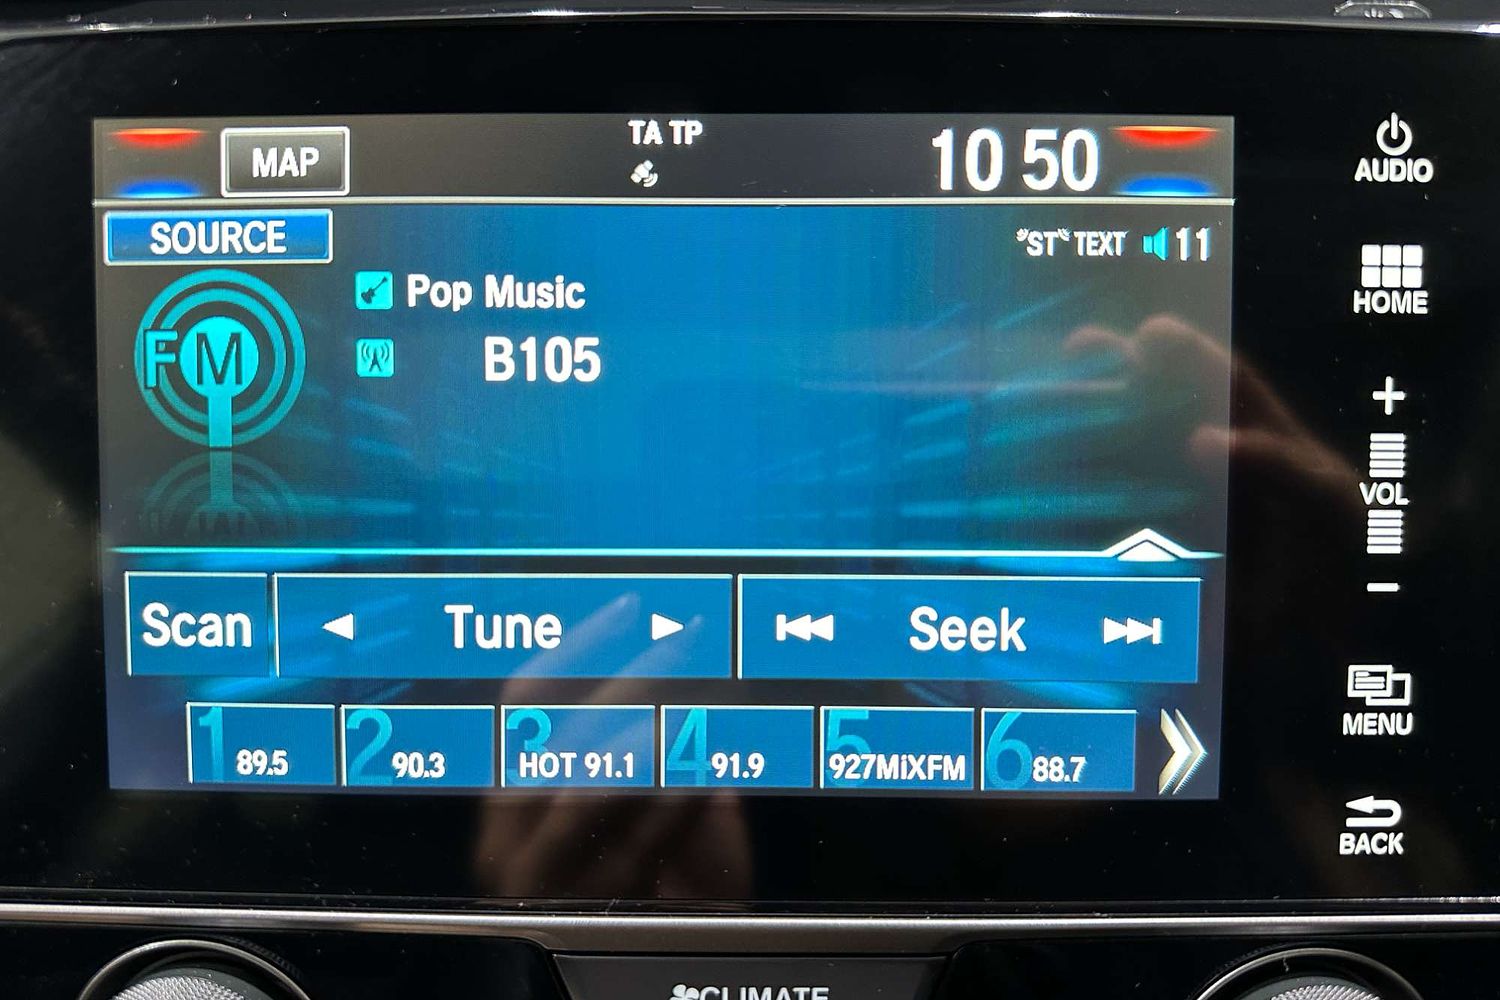 MAP
TA TP
10 50
AUDIO
SOURCE
ST TEXT 11
HOME
FM
Pop Music
B105
VOL
Scan
Tune
Seek
MENU
1 89.5
2 90.3
3 HOT 91.1
4 91.9
5 927MiXFM
6 88.7
BACK
CLIMATE